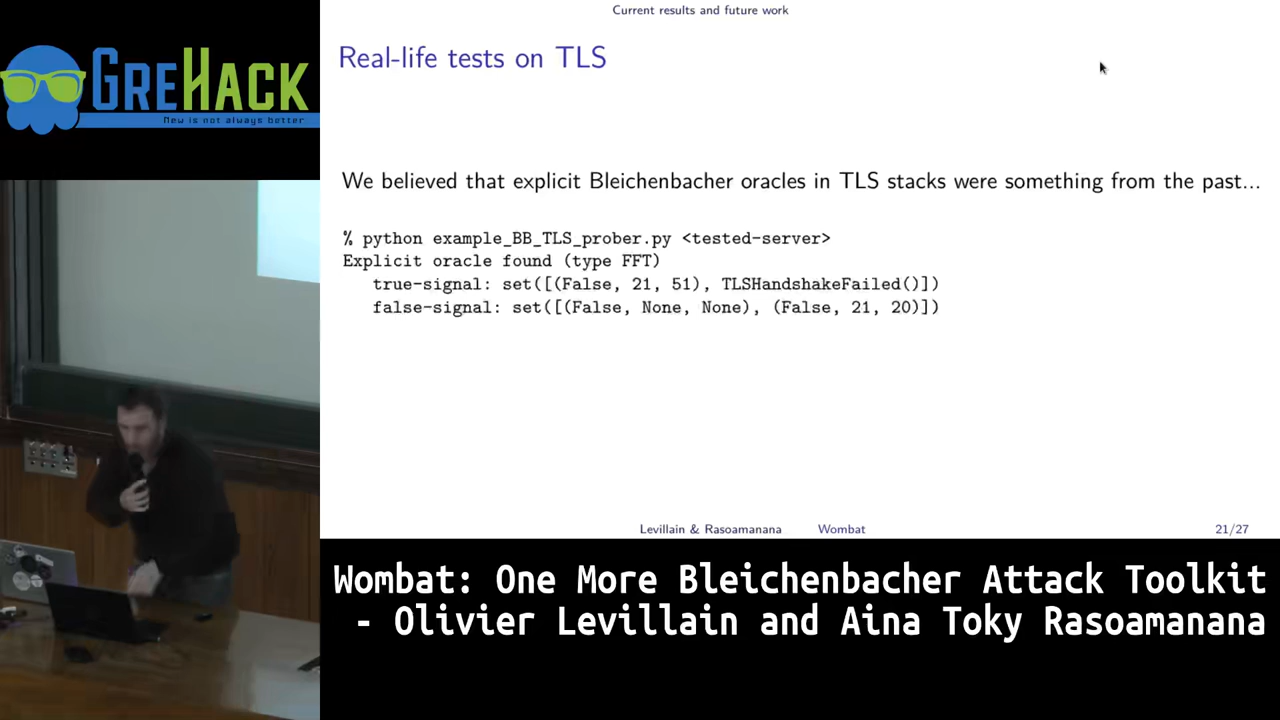 GREHACK
New is not always better
Current results and future work
Real-life tests on TLS
We believed that explicit Bleichenbacher oracles in TLS stacks were something from the past...
% python example_BB_TLS_prober.py <tested-server>
Explicit oracle found (type FFT)
true-signal: set([(False, 21, 51), TLSHandshakeFailed()])
false-signal: set([(False, None, None), (False, 21, 20)])
Levillain & Rasoamanana Wombat 21/27
Wombat: One More Bleichenbacher Attack Toolkit
- Olivier Levillain and Aina Toky Rasoamanana